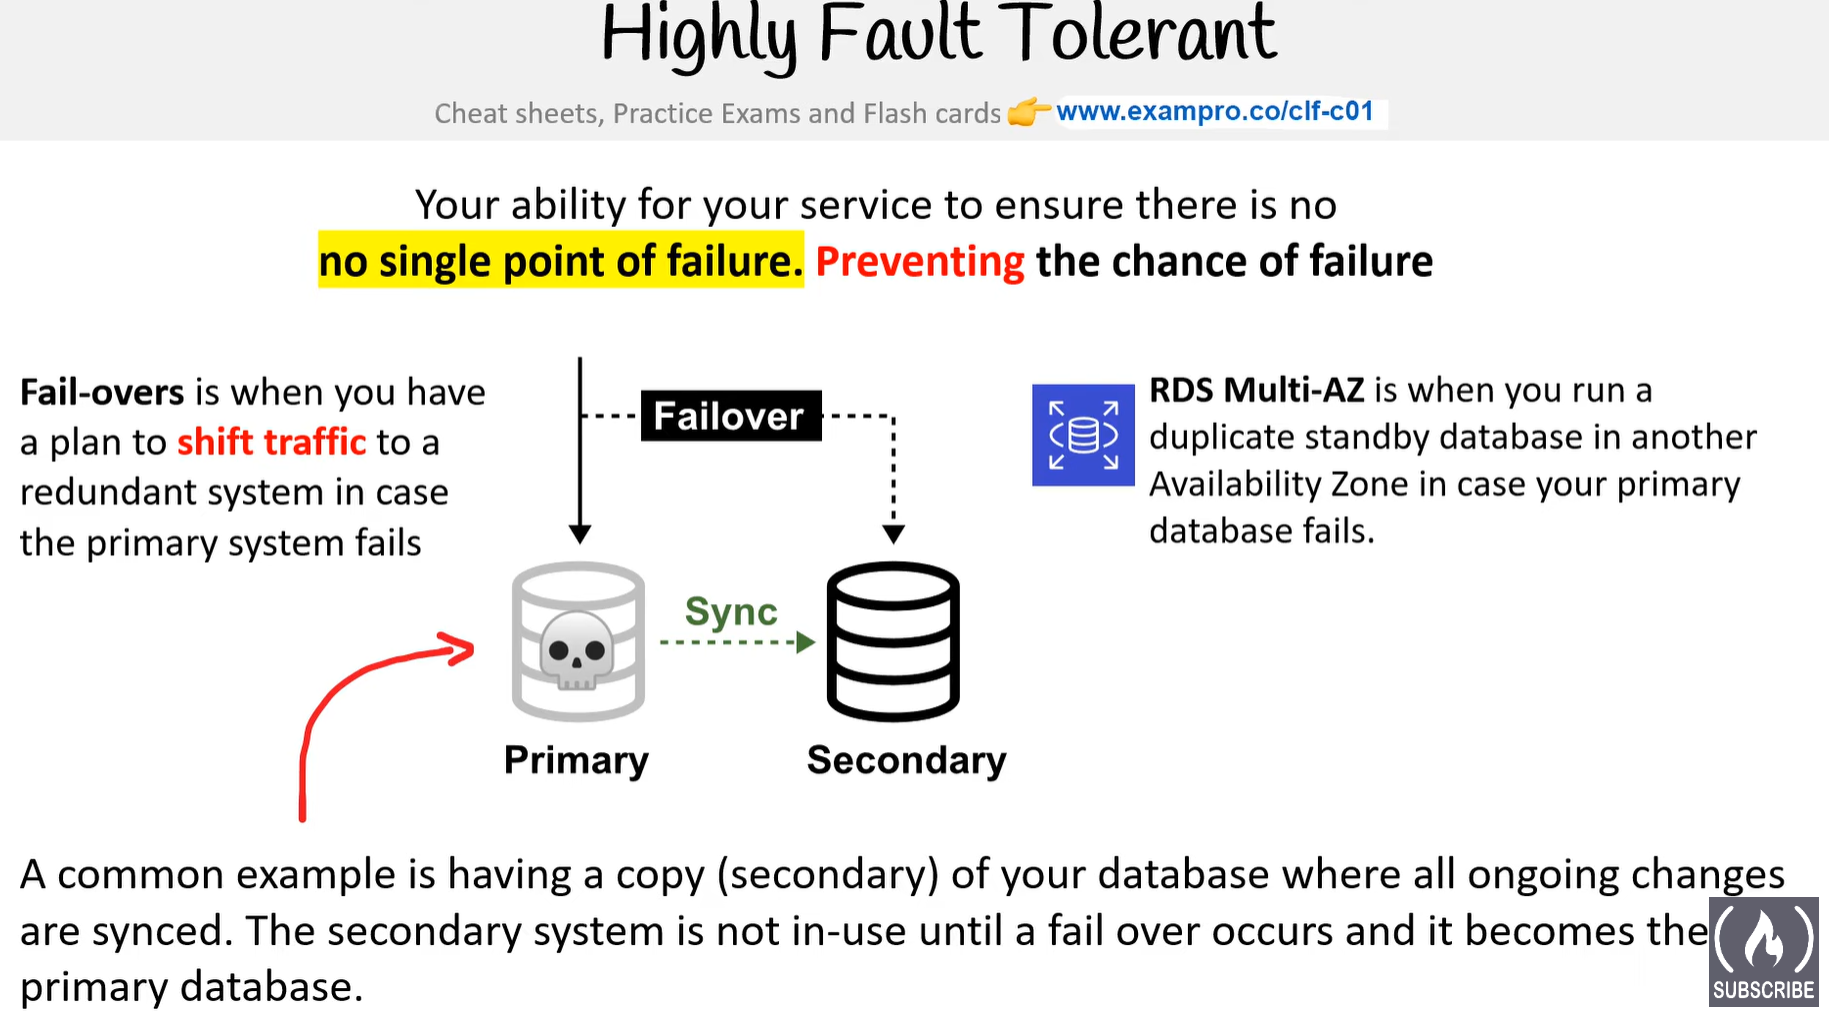 Highly Fault Tolerant
Cheat sheets, Practice Exams and Flash cards 👉 www.exampro.co/clf-c01
Your ability for your service to ensure there is no
no single point of failure. Preventing the chance of failure
Fail-overs is when you have
a plan to shift traffic to a
redundant system in case
the primary system fails
Failover
Sync
Primary
Secondary
RDS Multi-AZ is when you run a
duplicate standby database in another
Availability Zone in case your primary
database fails.
A common example is having a copy (secondary) of your database where all ongoing changes
are synced. The secondary system is not in-use until a fail over occurs and it becomes the
primary database.
SUBSCRIBE